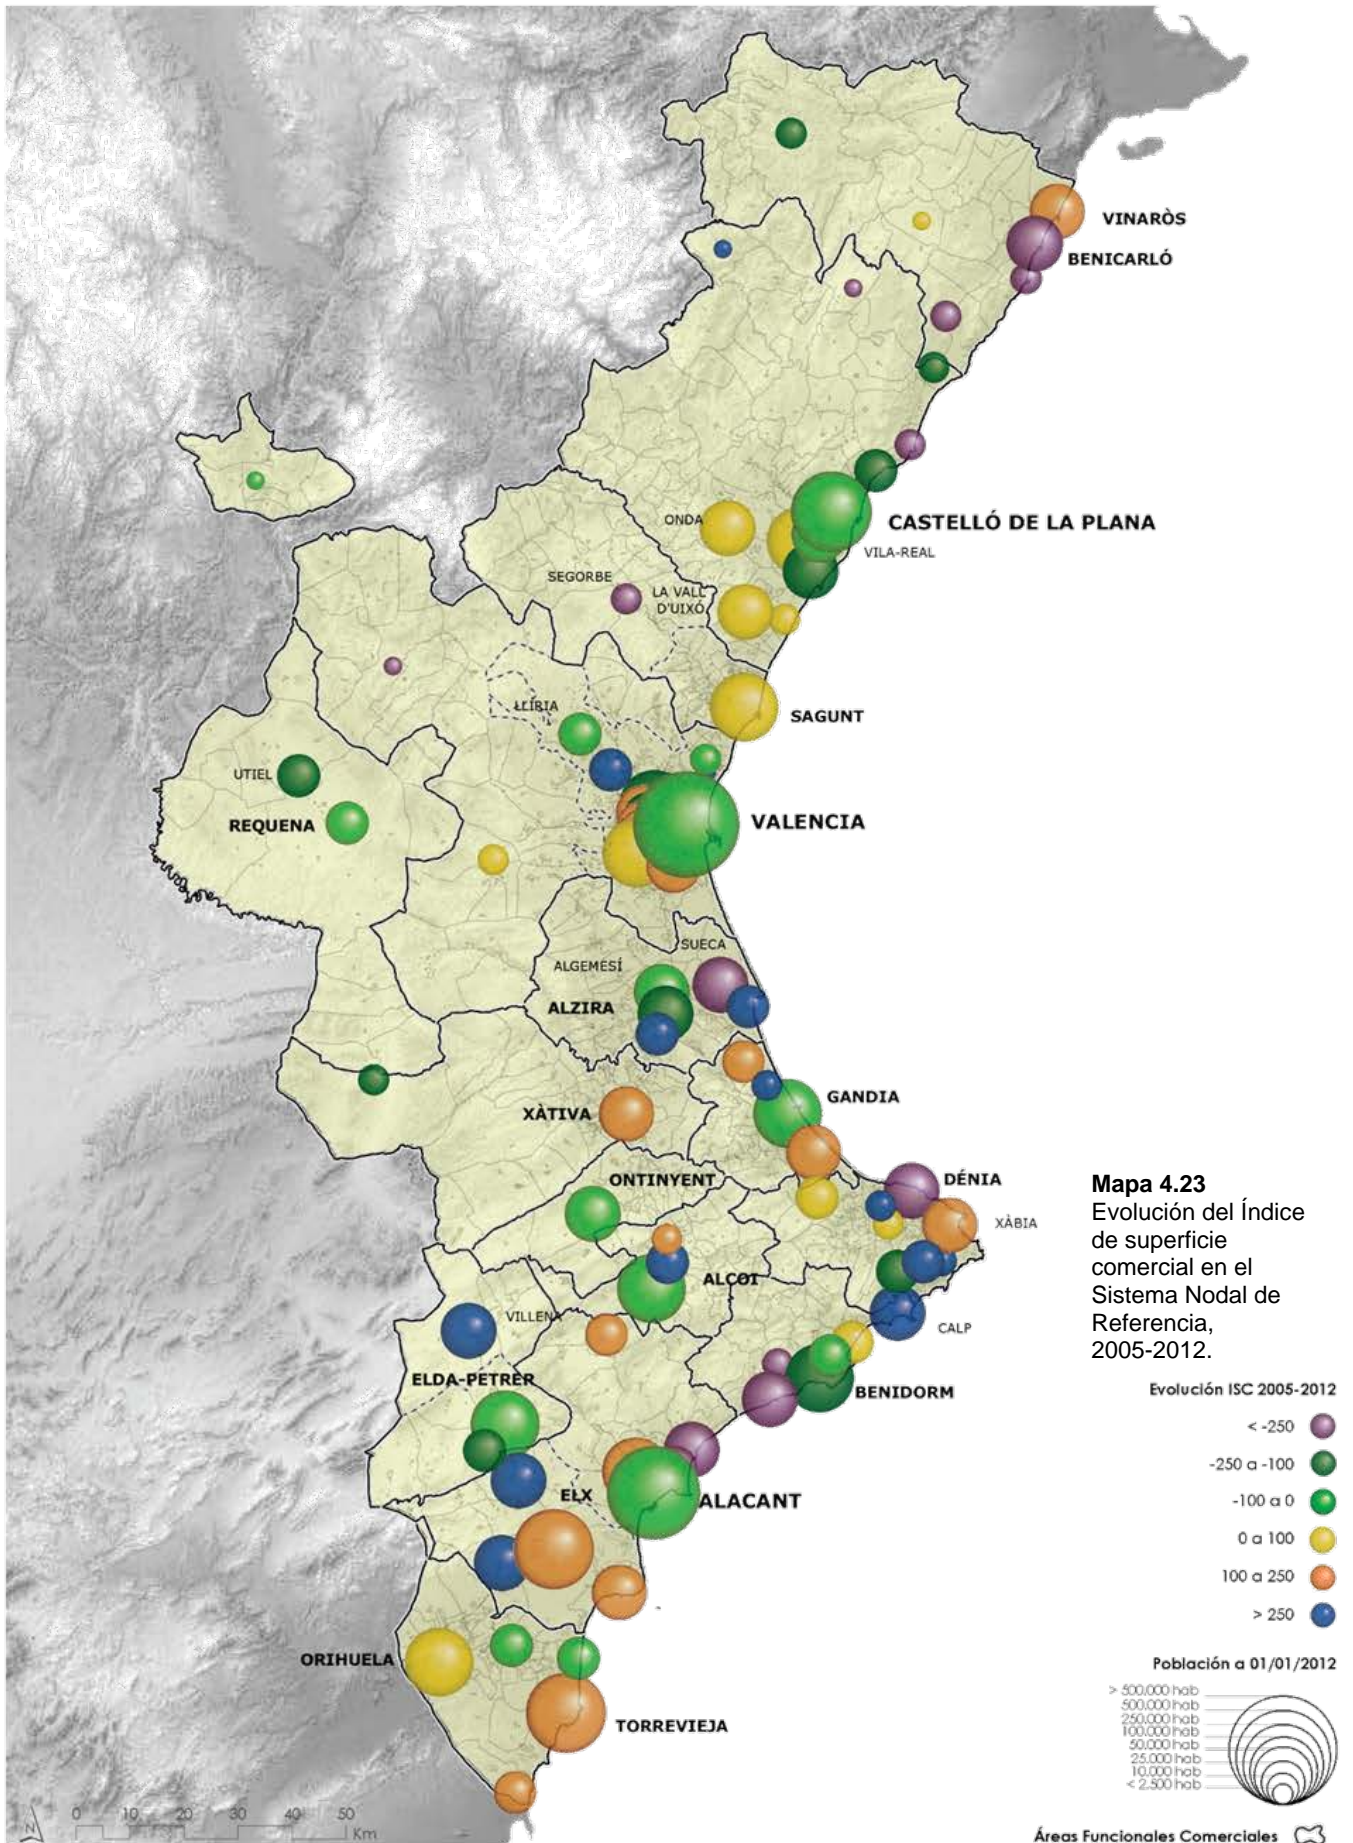 VINARÒS
BENICARLÓ
ONDA
CASTELLÓ DE LA PLANA
VILA-REAL
SEGORBE
LA VALL
D'UIXÓ
LLÍRIA
SAGUNT
UTIEL
REQUENA
VALENCIA
SUECA
ALGEMESÍ
ALZIRA
GANDIA
XÀTIVA
ONTINYENT
DÉNIA
XÀBIA
Mapa 4.23
Evolución del Índice
de superficie
comercial en el
Sistema Nodal de
Referencia,
2005-2012.
ALCOI
VILLENA
CALP
ELDA-PETRER
BENIDORM
Evolución ISC 2005-2012
< -250
-250 a -100
-100 a 0
0 a 100
100 a 250
> 250
ELX
ALACANT
ORIHUELA
TORREVIEJA
Población a 01/01/2012
> 500.000 hab
500.000 hab
250.000 hab
100.000 hab
50.000 hab
25.000 hab
10.000 hab
< 2.500 hab
N
0 10 20 30 40 50
Km
Áreas Funcionales Comerciales